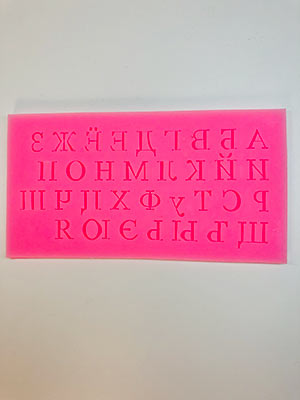 А Б В Г Д Е Ё Ж З
И Й К Л М Н О П
Р С Т У Ф Х Ц Ч Ш
Щ Ъ Ы Ь Э Ю Я